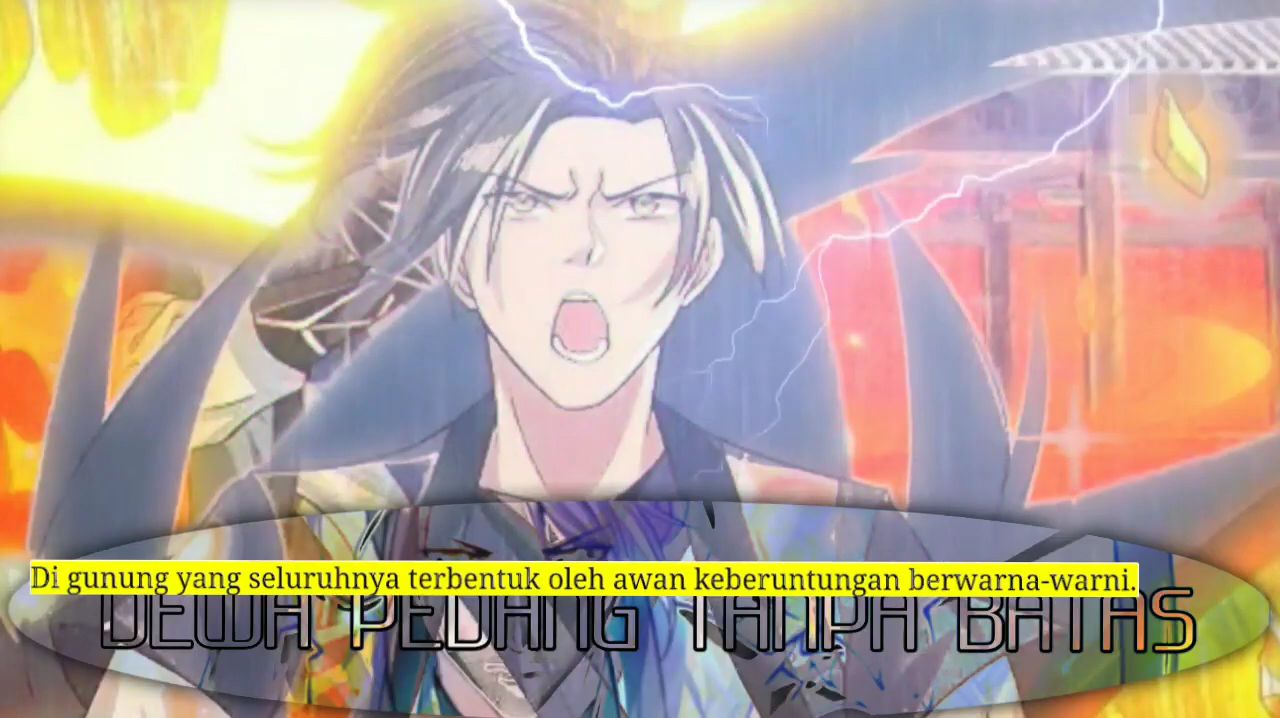 Di gunung yang seluruhnya terbentuk oleh awan keberuntungan berwarna-warni.
DEWA PEDANG TANPA BATAS